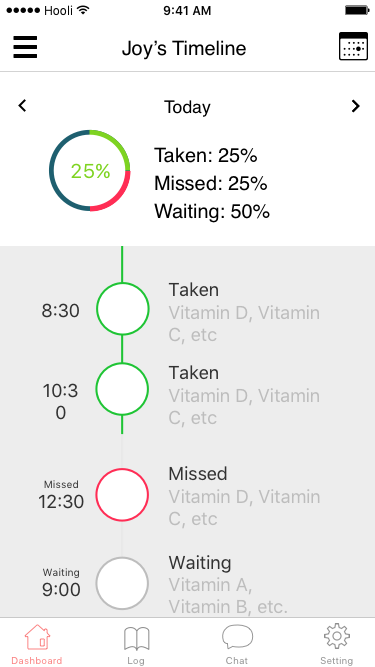 Hooli 9:41 AM
Joy's Timeline
Today
25%
Taken: 25%
Missed: 25%
Waiting: 50%
8:30
Taken
Vitamin D, Vitamin
C, etc
10:3
0
Taken
Vitamin D, Vitamin
C, etc
Missed
12:30
Missed
Vitamin D, Vitamin
C, etc
Waiting
9:00
Waiting
Vitamin A,
Vitamin B, etc.
Dashboard Log Chat Setting